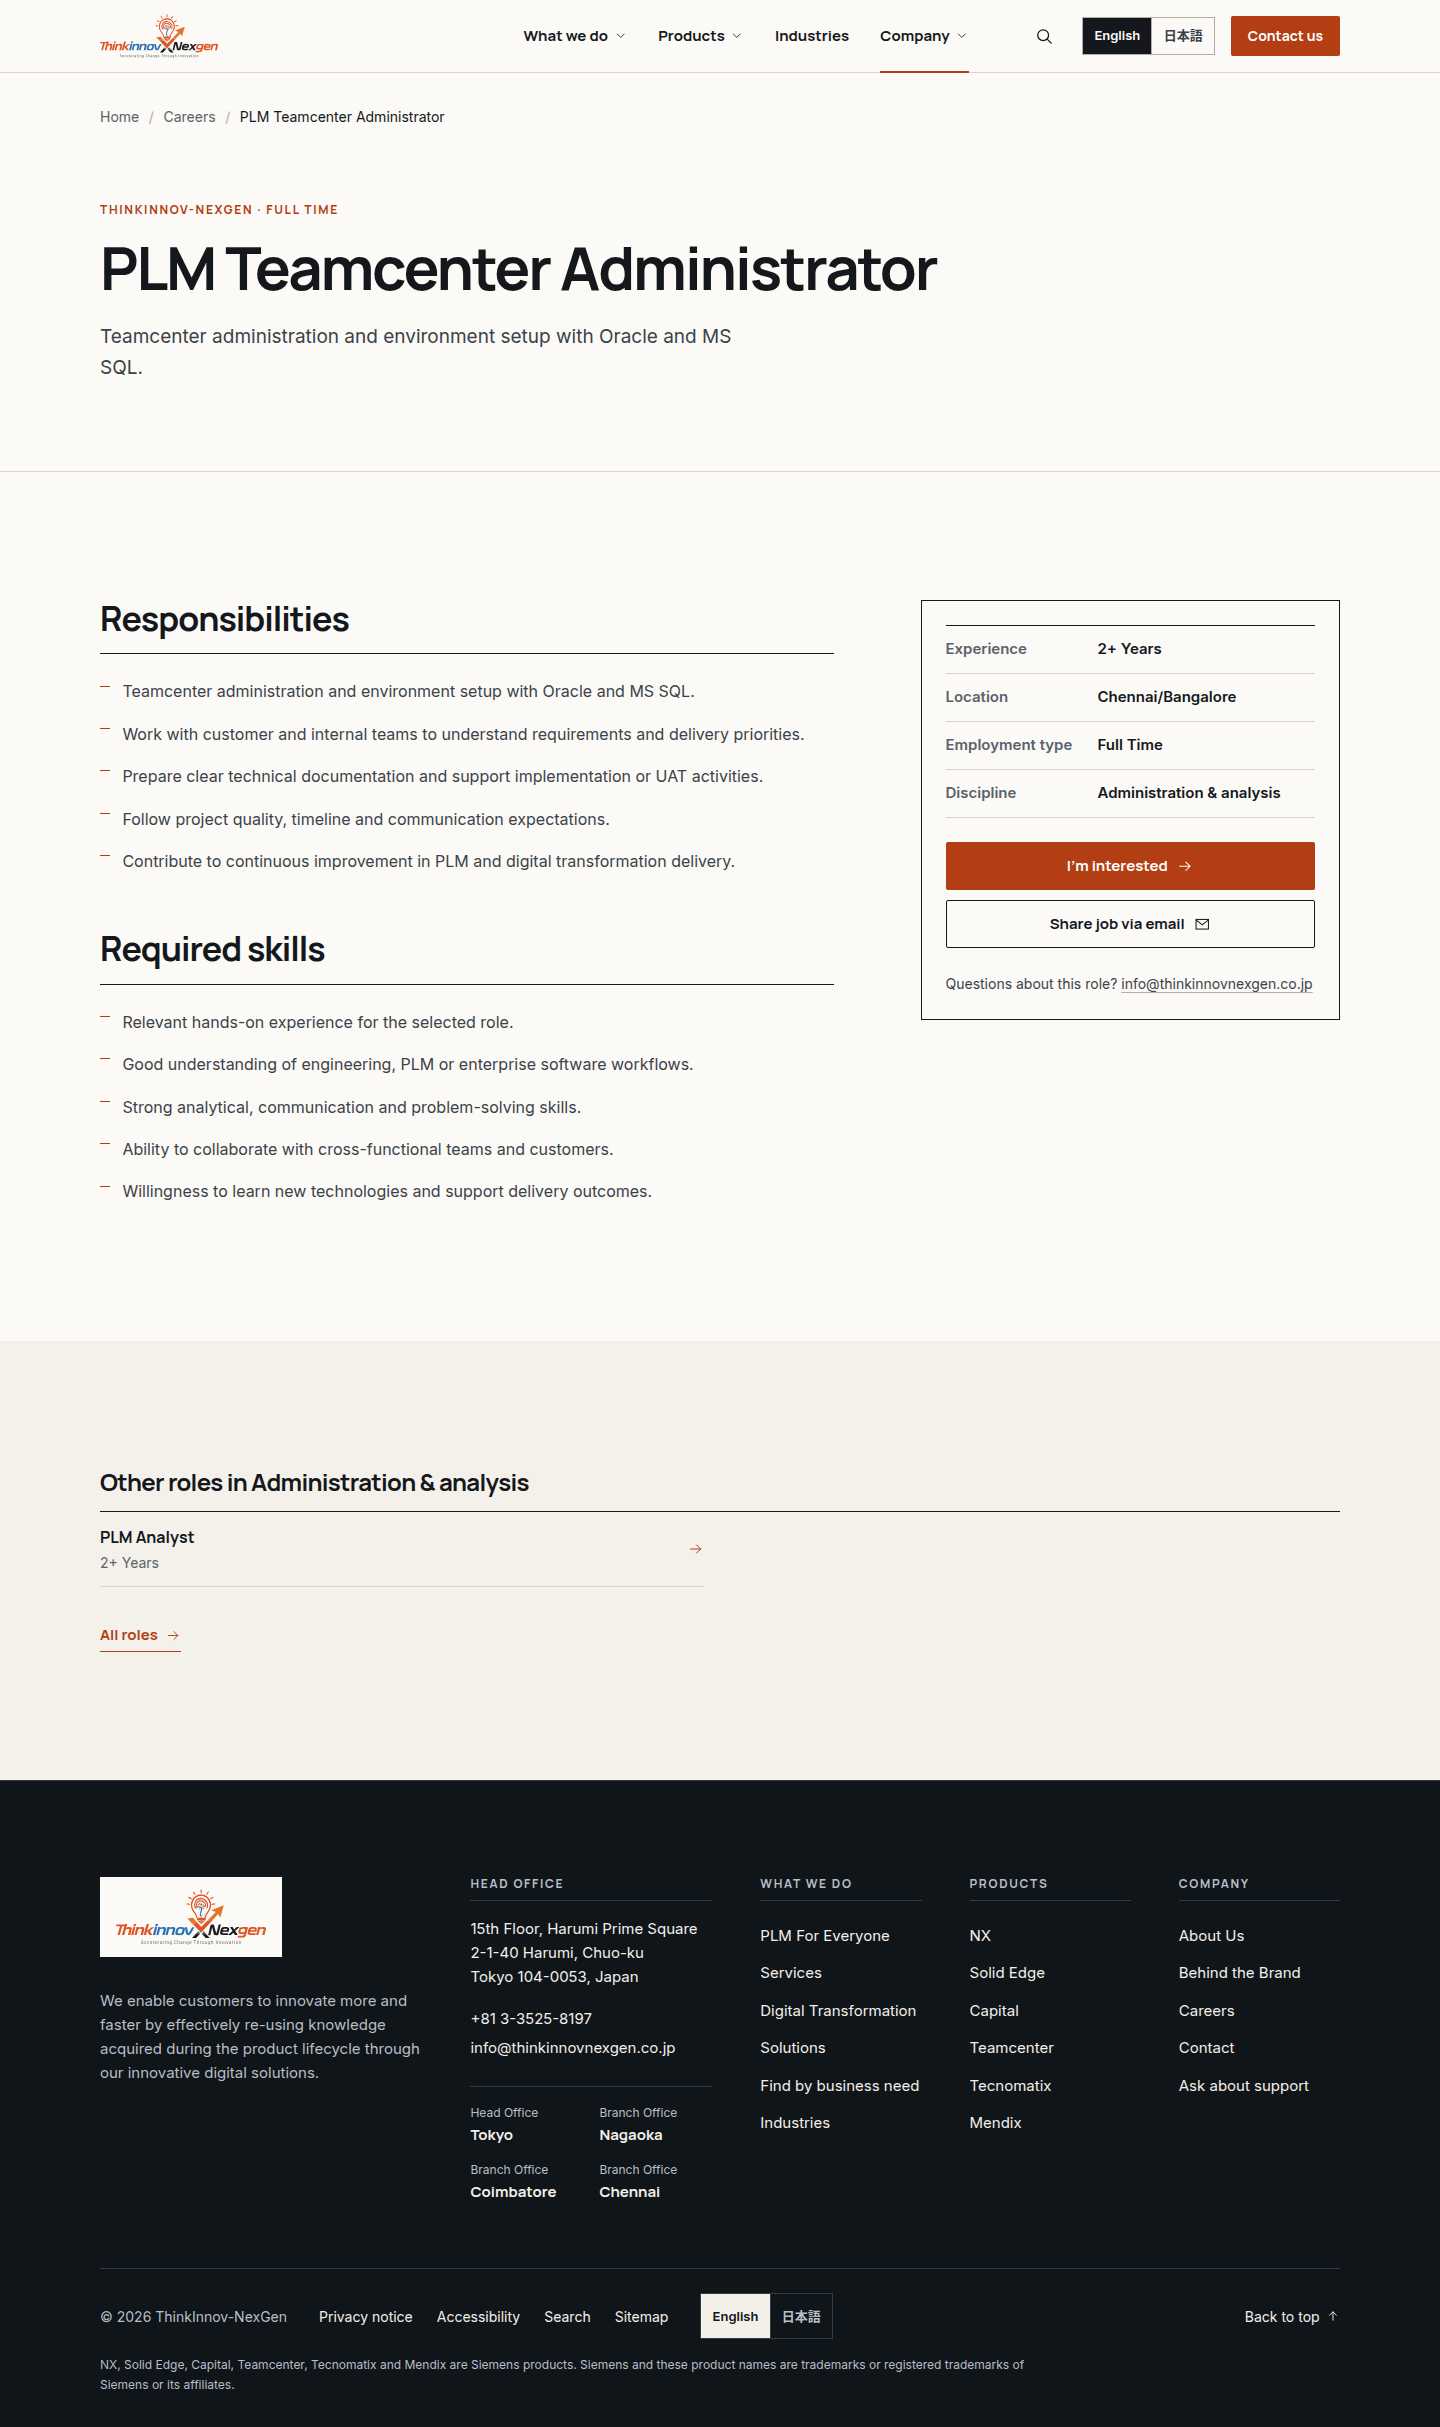 ThinkinnovXNexgen
Accelerating Change Through Innovation
What we do
Products
Industries
Company
English
日本語
Contact us
Home / Careers / PLM Teamcenter Administrator
THINKINNOV-NEXGEN · FULL TIME
PLM Teamcenter Administrator
Teamcenter administration and environment setup with Oracle and MS
SQL.
Responsibilities
Teamcenter administration and environment setup with Oracle and MS SQL.
Work with customer and internal teams to understand requirements and delivery priorities.
Prepare clear technical documentation and support implementation or UAT activities.
Follow project quality, timeline and communication expectations.
Contribute to continuous improvement in PLM and digital transformation delivery.
Required skills
Relevant hands-on experience for the selected role.
Good understanding of engineering, PLM or enterprise software workflows.
Strong analytical, communication and problem-solving skills.
Ability to collaborate with cross-functional teams and customers.
Willingness to learn new technologies and support delivery outcomes.
Experience 2+ Years
Location Chennai/Bangalore
Employment type Full Time
Discipline Administration & analysis
I'm interested →
Share job via email
Questions about this role? info@thinkinnovnexgen.co.jp
Other roles in Administration & analysis
PLM Analyst →
2+ Years
All roles →
ThinkinnovXNexgen
Accelerating Change Through Innovation
We enable customers to innovate more and
faster by effectively re-using knowledge
acquired during the product lifecycle through
our innovative digital solutions.
HEAD OFFICE
15th Floor, Harumi Prime Square
2-1-40 Harumi, Chuo-ku
Tokyo 104-0053, Japan
+81 3-3525-8197
info@thinkinnovnexgen.co.jp
Head Office
Tokyo
Branch Office
Nagaoka
Branch Office
Coimbatore
Branch Office
Chennai
WHAT WE DO
PLM For Everyone
Services
Digital Transformation
Solutions
Find by business need
Industries
PRODUCTS
NX
Solid Edge
Capital
Teamcenter
Tecnomatix
Mendix
COMPANY
About Us
Behind the Brand
Careers
Contact
Ask about support
© 2026 ThinkInnov-NexGen
Privacy notice
Accessibility
Search
Sitemap
English
日本語
Back to top ↑
NX, Solid Edge, Capital, Teamcenter, Tecnomatix and Mendix are Siemens products. Siemens and these product names are trademarks or registered trademarks of
Siemens or its affiliates.